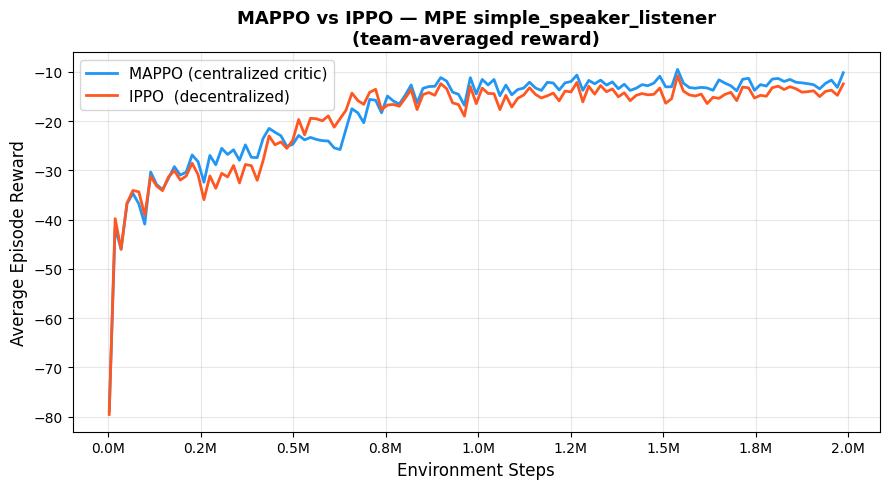 MAPPO vs IPPO — MPE simple_speaker_listener
(team-averaged reward)
MAPPO (centralized critic)
IPPO  (decentralized)
Average Episode Reward
−10
−20
−30
−40
−50
−60
−70
−80
0.0M 0.2M 0.5M 0.8M 1.0M 1.2M 1.5M 1.8M 2.0M
Environment Steps